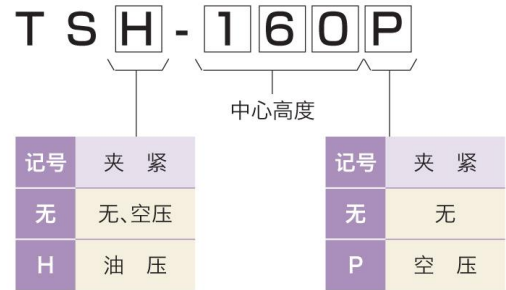 TSH-160P
中心高度
记号 夹 紧
无 无、空压
H 油 压
记号 夹 紧
无 无
P 空 压